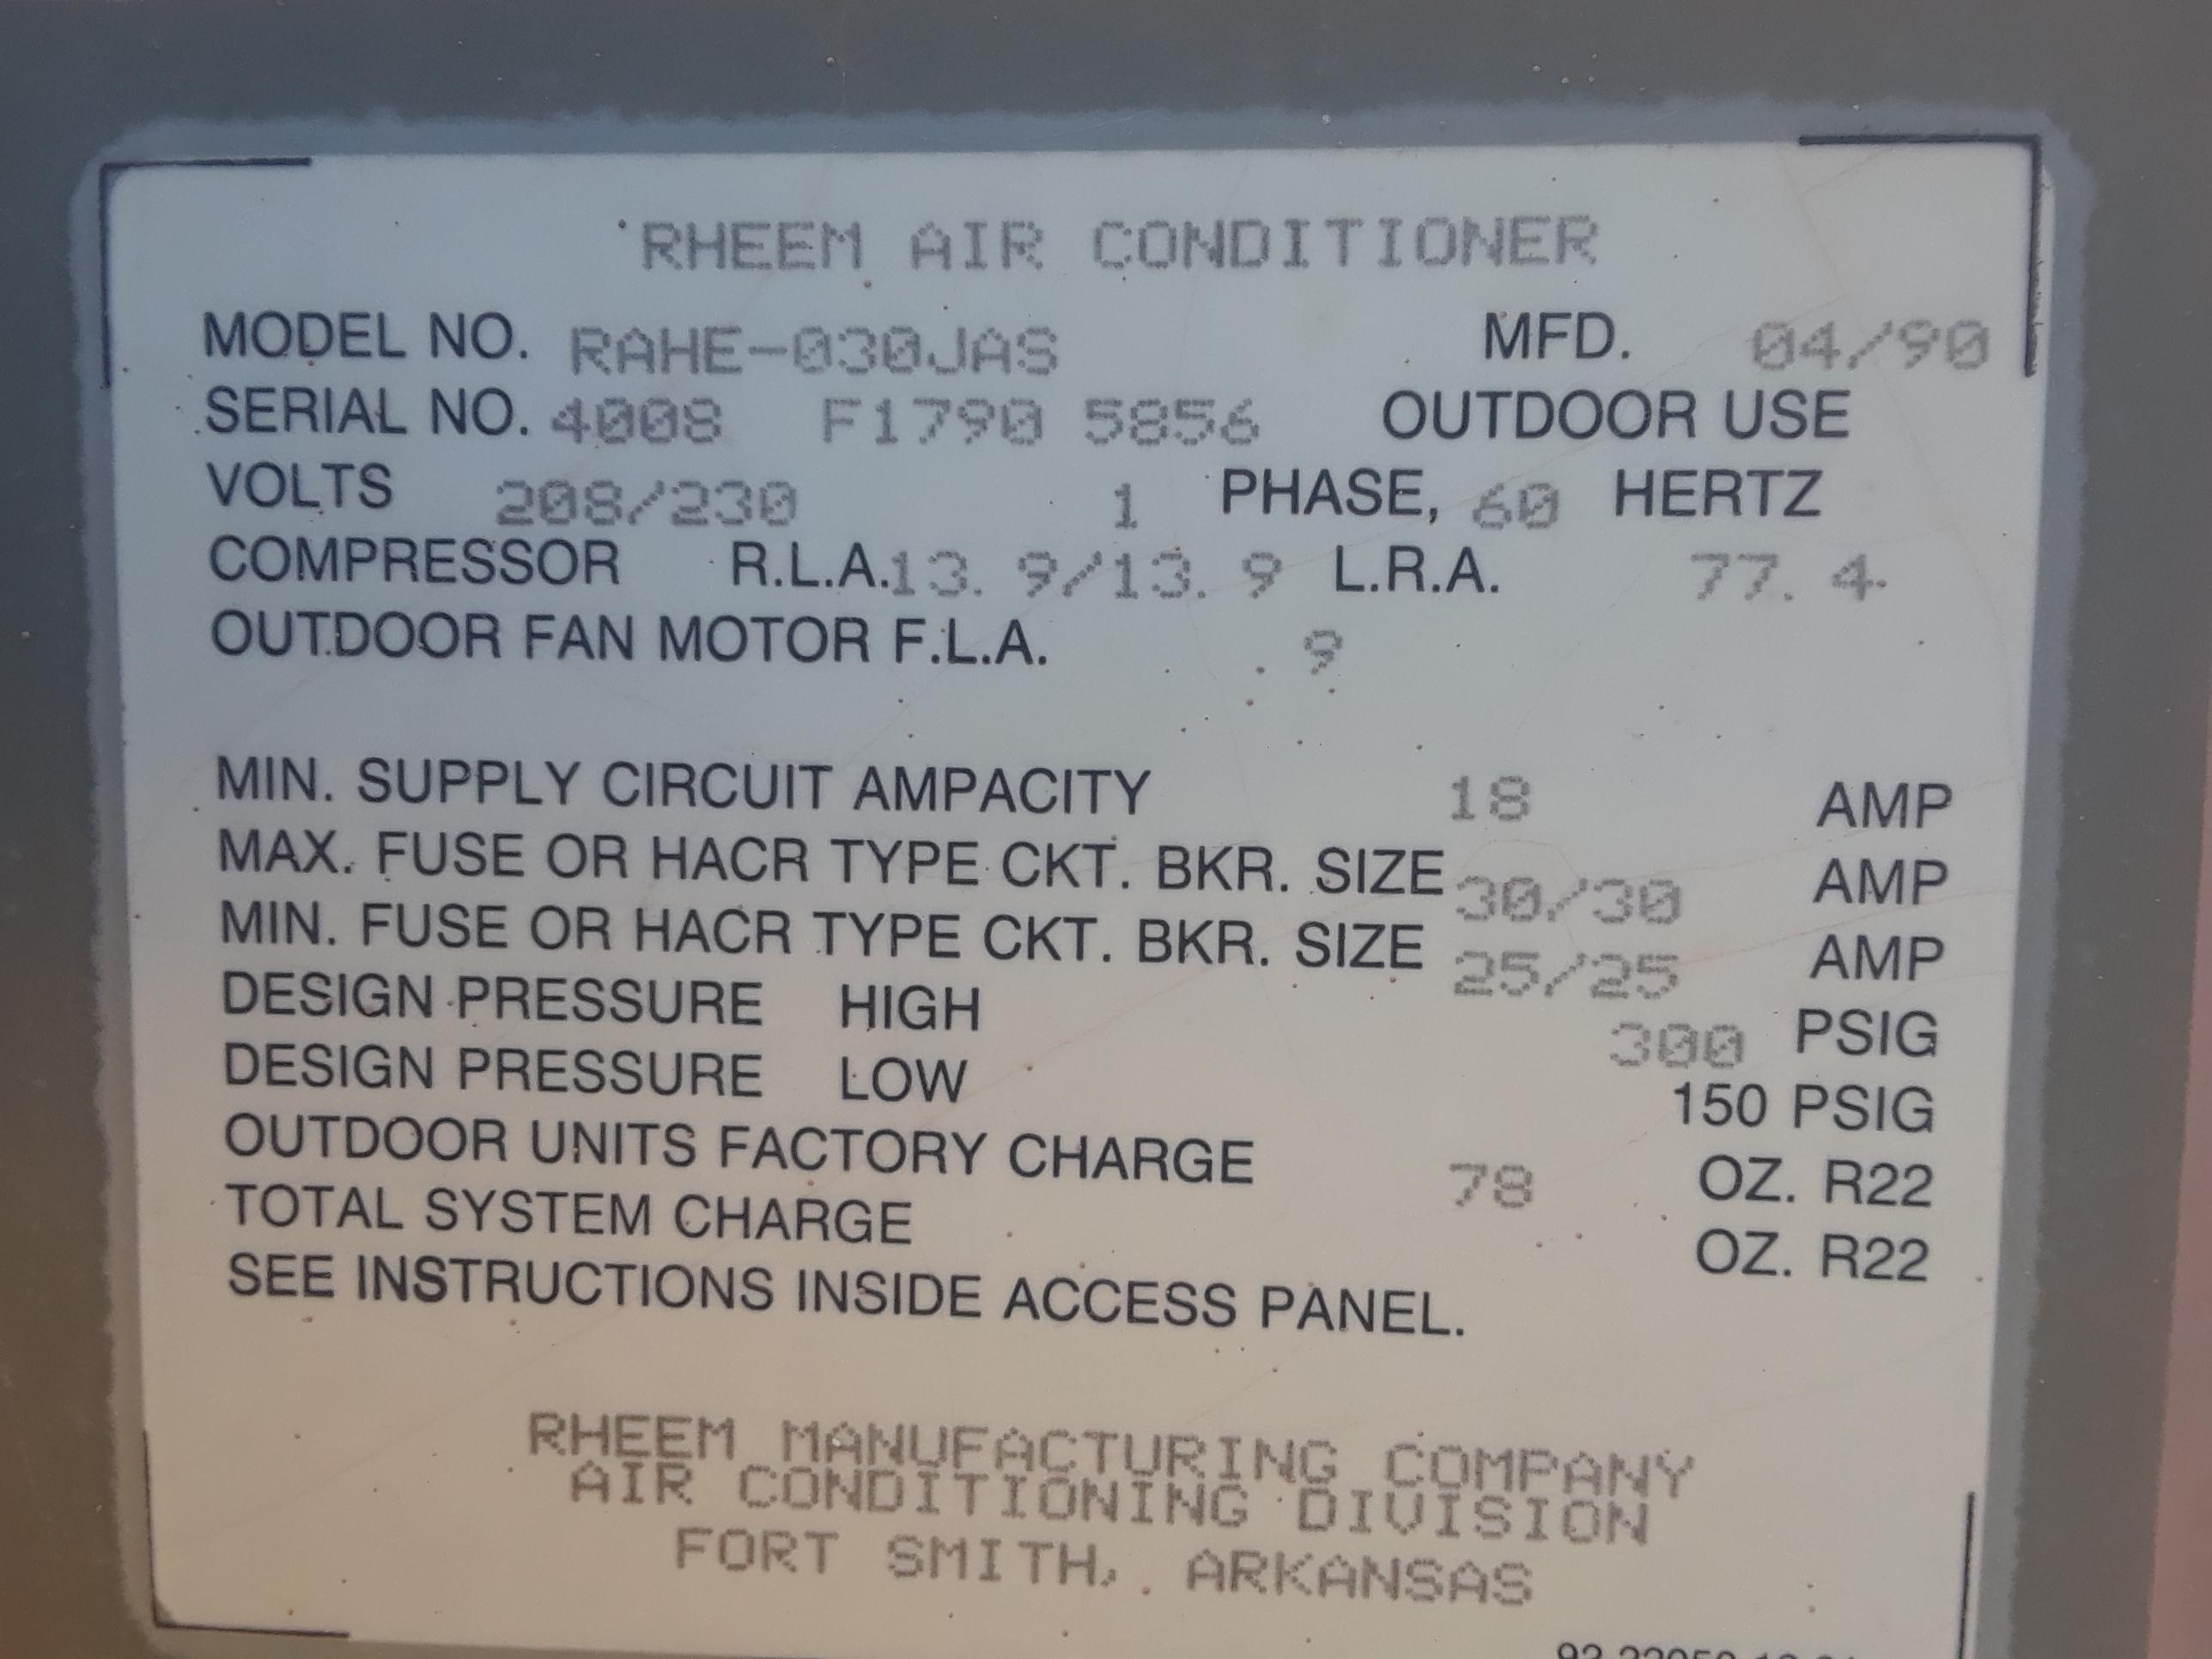 RHEEM AIR CONDITIONER
MODEL NO. RAHE-030JAS MFD. 04/90
SERIAL NO. 4008 F1790 5856 OUTDOOR USE
VOLTS 208/230 1 PHASE, 60 HERTZ
COMPRESSOR R.L.A. 13.9/13.9 L.R.A. 77.4
OUTDOOR FAN MOTOR F.L.A. .9
MIN. SUPPLY CIRCUIT AMPACITY 18 AMP
MAX. FUSE OR HACR TYPE CKT. BKR. SIZE 30/30 AMP
MIN. FUSE OR HACR TYPE CKT. BKR. SIZE 25/25 AMP
DESIGN PRESSURE HIGH 300 PSIG
DESIGN PRESSURE LOW 150 PSIG
OUTDOOR UNITS FACTORY CHARGE 78 OZ. R22
TOTAL SYSTEM CHARGE OZ. R22
SEE INSTRUCTIONS INSIDE ACCESS PANEL.
RHEEM MANUFACTURING COMPANY
AIR CONDITIONING DIVISION
FORT SMITH, ARKANSAS